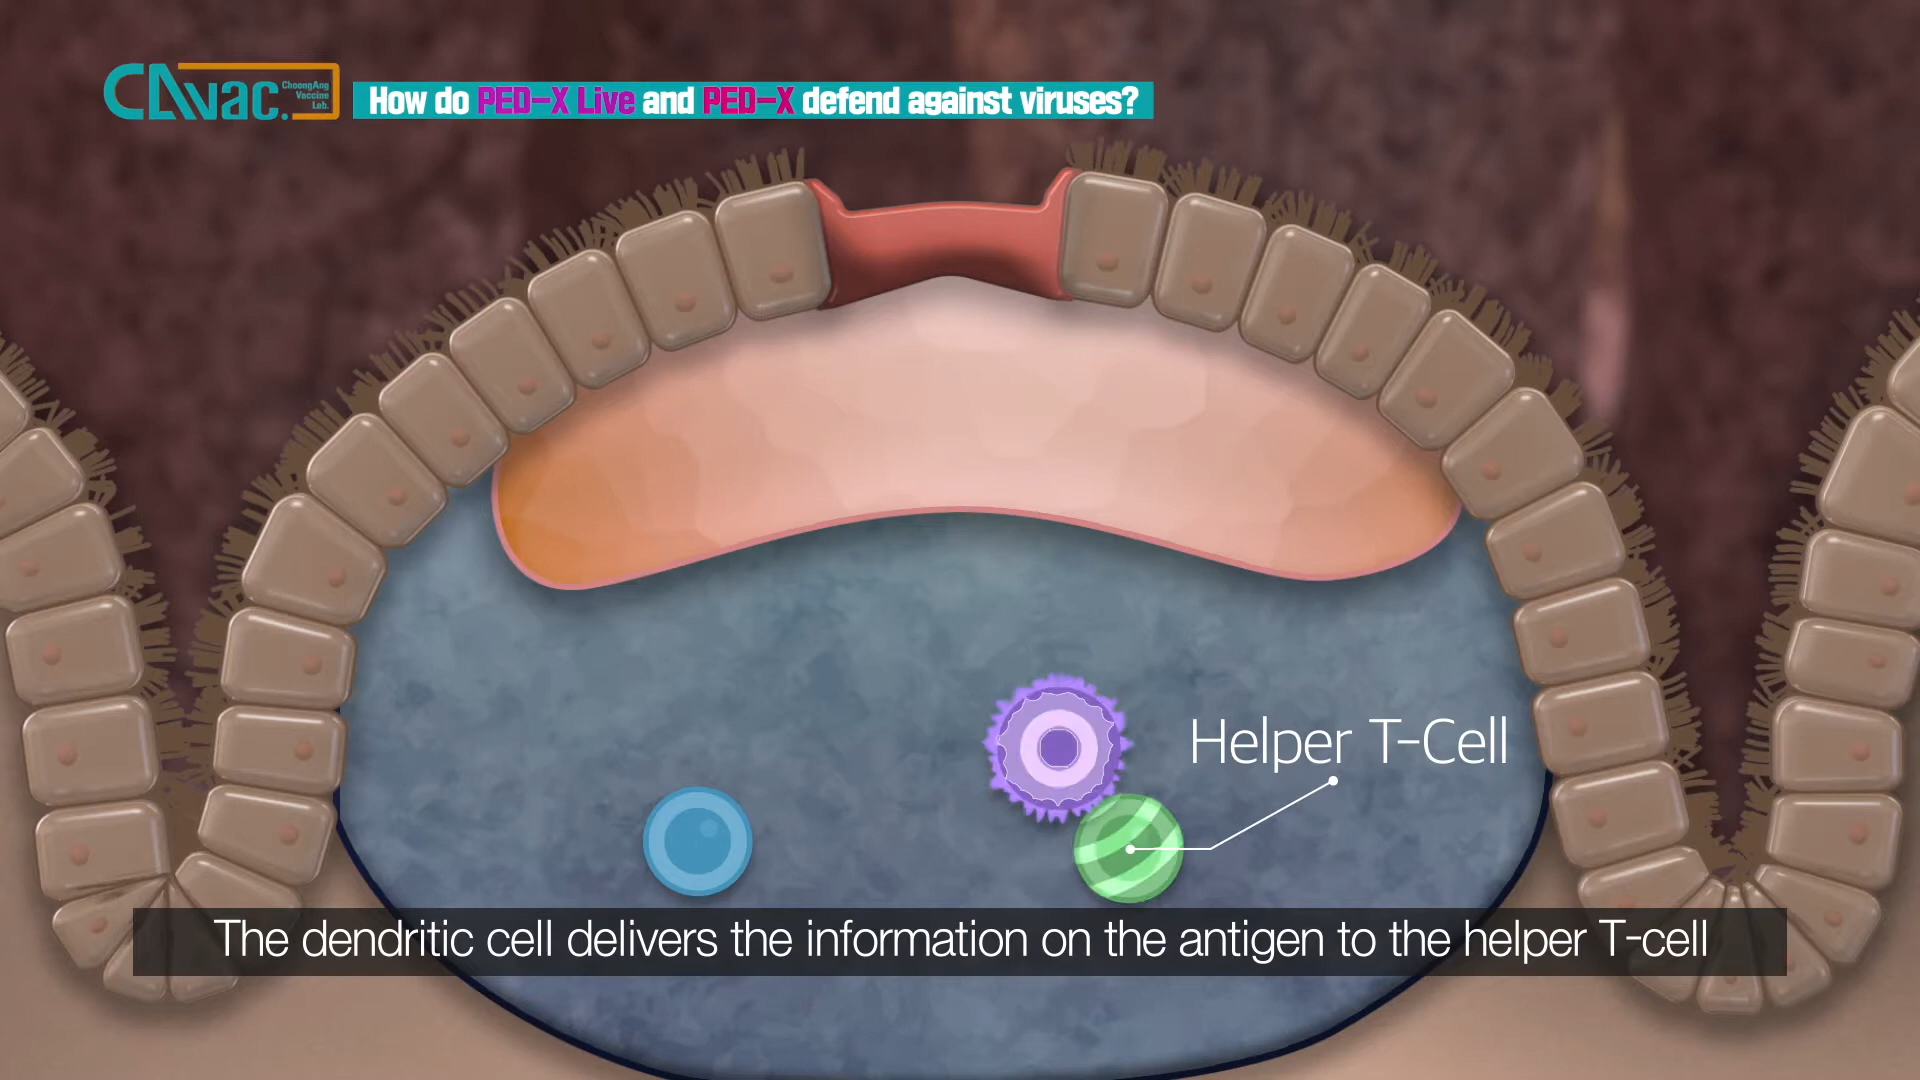 CAvac.
ChoongAng
Vaccine
Lab.
How do PED-X Live and PED-X defend against viruses?
Helper T-Cell
The dendritic cell delivers the information on the antigen to the helper T-cell